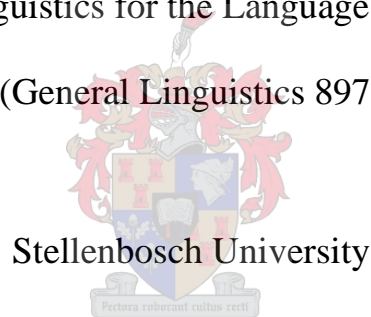 guistics for the Language
(General Linguistics 897
Stellenbosch University
Pectora roborant cultus recti